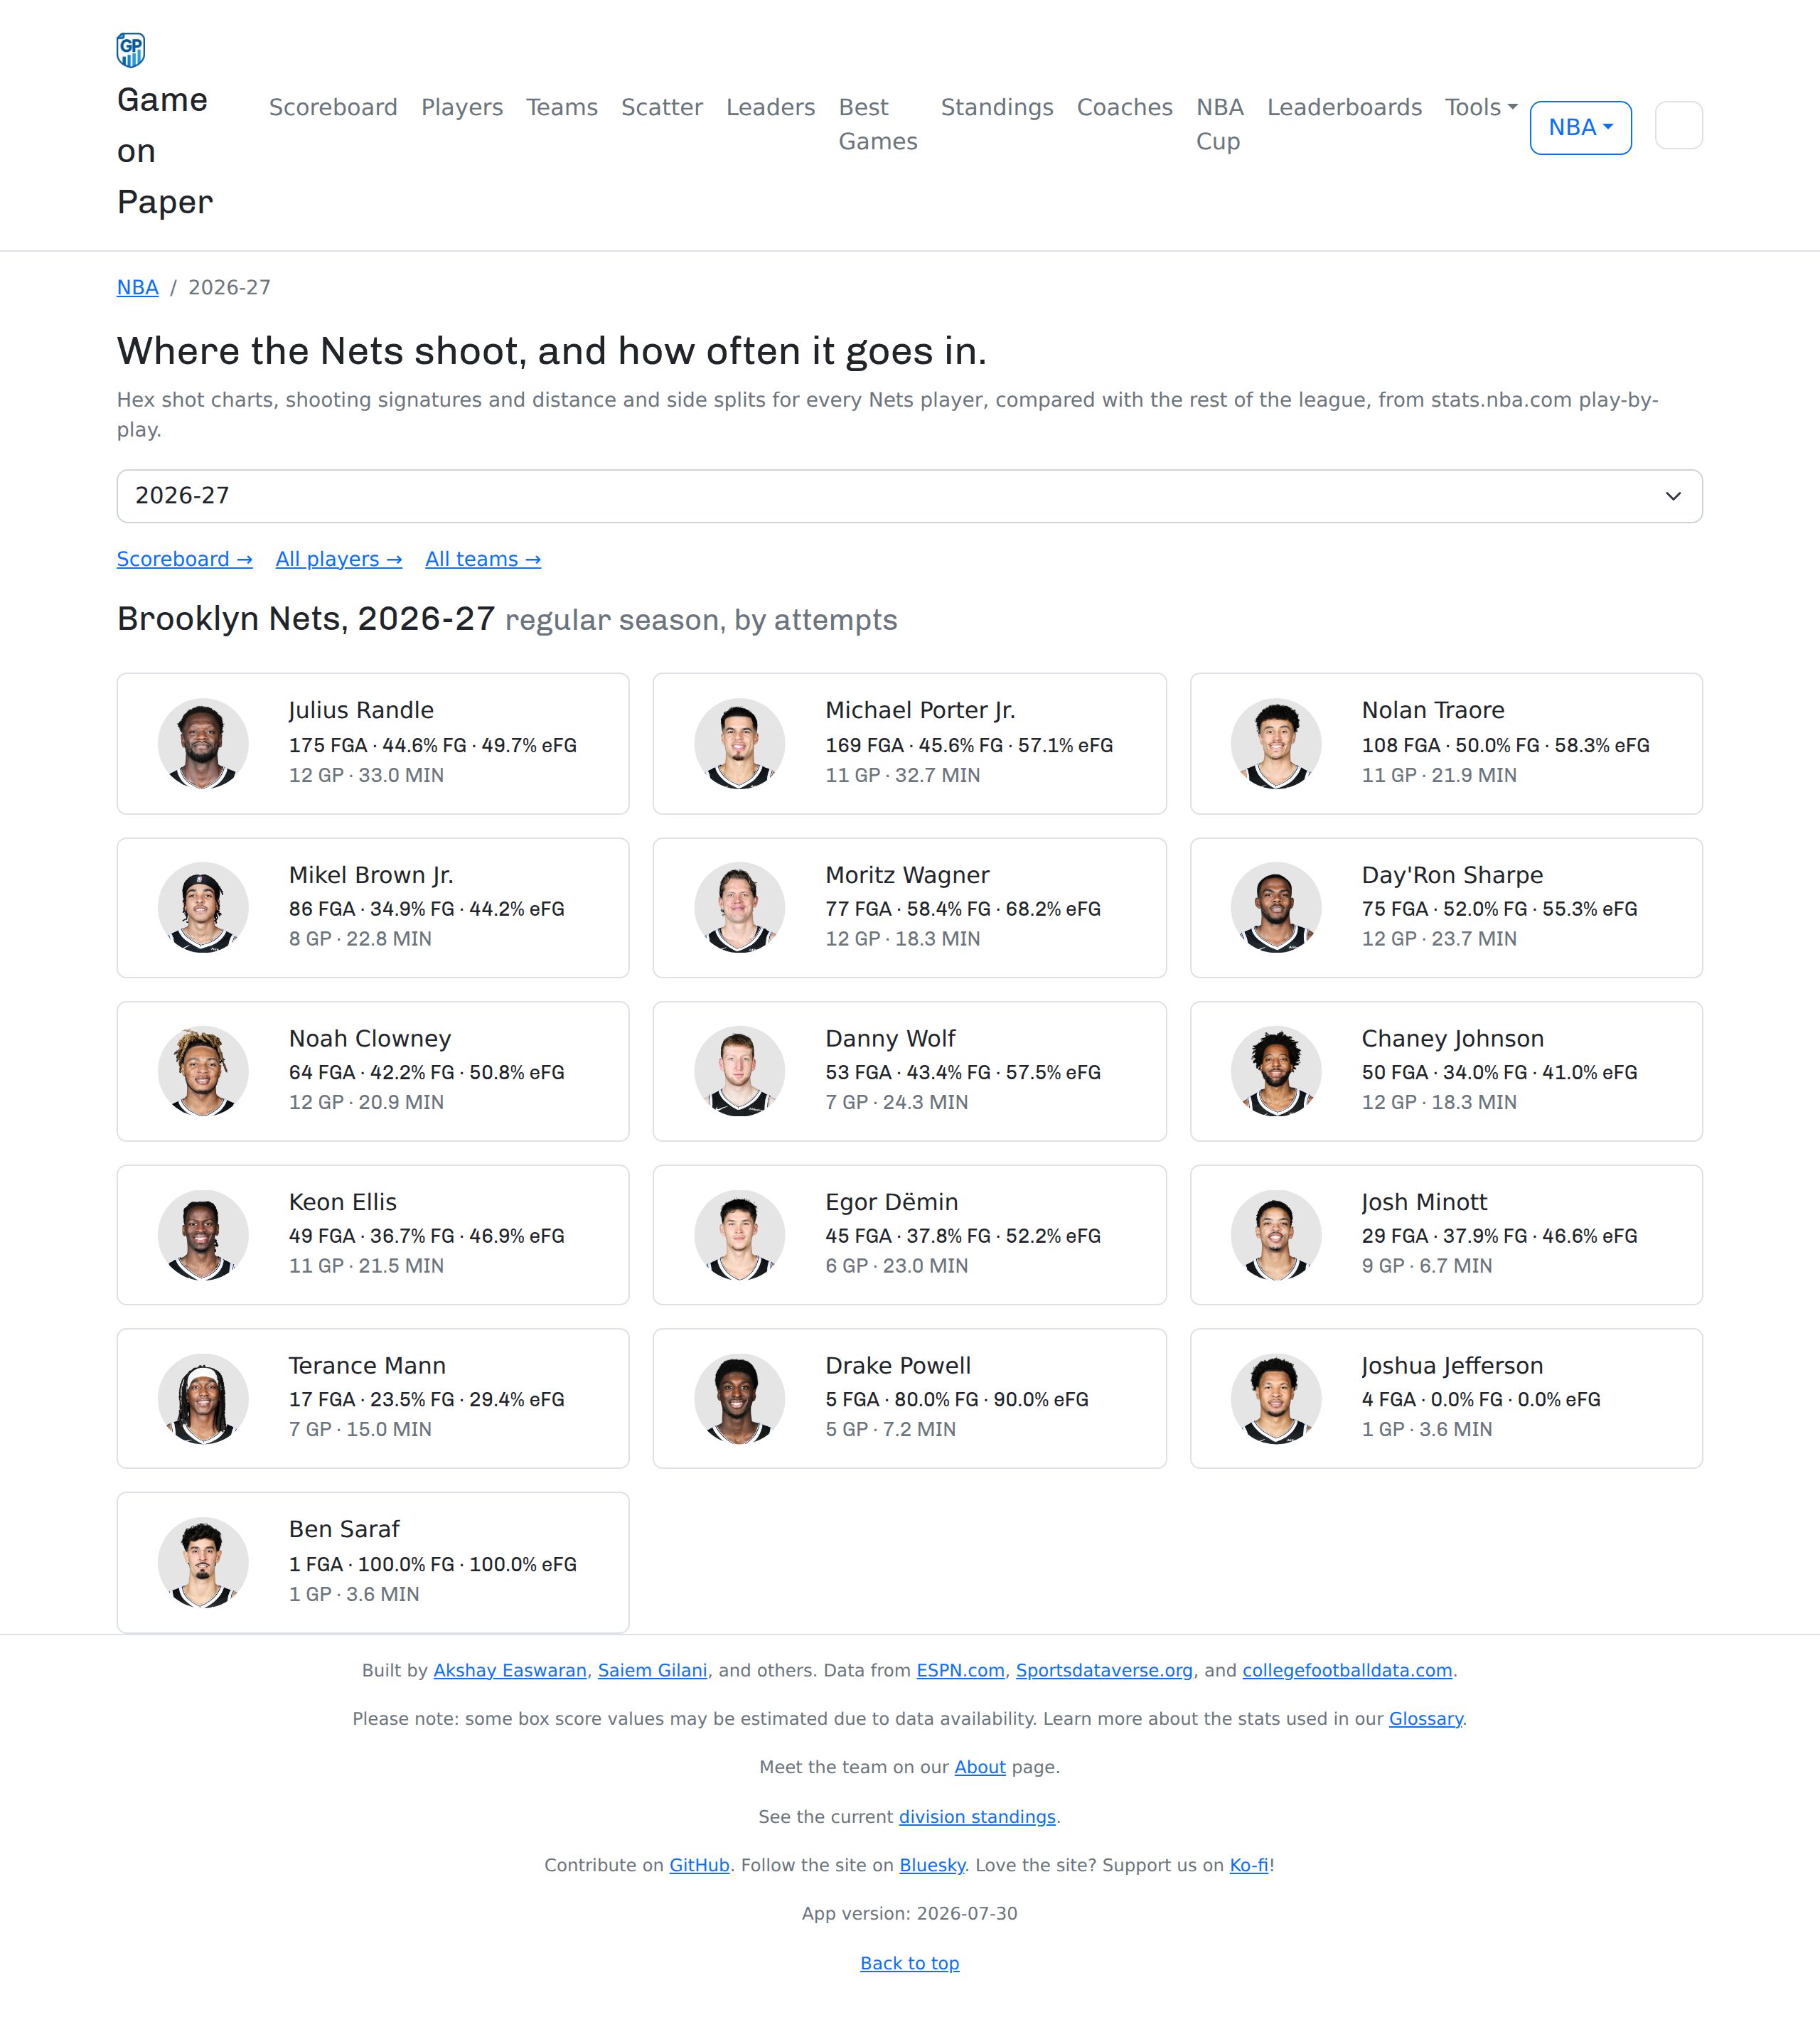 GP
Game
on
Paper
Scoreboard Players Teams Scatter Leaders Best Games Standings Coaches NBA Cup Leaderboards Tools
NBA
NBA / 2026-27
Where the Nets shoot, and how often it goes in.
Hex shot charts, shooting signatures and distance and side splits for every Nets player, compared with the rest of the league, from stats.nba.com play-by-
play.
2026-27
Scoreboard → All players → All teams →
Brooklyn Nets, 2026-27 regular season, by attempts
Julius Randle
175 FGA · 44.6% FG · 49.7% eFG
12 GP · 33.0 MIN
Michael Porter Jr.
169 FGA · 45.6% FG · 57.1% eFG
11 GP · 32.7 MIN
Nolan Traore
108 FGA · 50.0% FG · 58.3% eFG
11 GP · 21.9 MIN
Mikel Brown Jr.
86 FGA · 34.9% FG · 44.2% eFG
8 GP · 22.8 MIN
Moritz Wagner
77 FGA · 58.4% FG · 68.2% eFG
12 GP · 18.3 MIN
Day'Ron Sharpe
75 FGA · 52.0% FG · 55.3% eFG
12 GP · 23.7 MIN
Noah Clowney
64 FGA · 42.2% FG · 50.8% eFG
12 GP · 20.9 MIN
Danny Wolf
53 FGA · 43.4% FG · 57.5% eFG
7 GP · 24.3 MIN
Chaney Johnson
50 FGA · 34.0% FG · 41.0% eFG
12 GP · 18.3 MIN
Keon Ellis
49 FGA · 36.7% FG · 46.9% eFG
11 GP · 21.5 MIN
Egor Dëmin
45 FGA · 37.8% FG · 52.2% eFG
6 GP · 23.0 MIN
Josh Minott
29 FGA · 37.9% FG · 46.6% eFG
9 GP · 6.7 MIN
Terance Mann
17 FGA · 23.5% FG · 29.4% eFG
7 GP · 15.0 MIN
Drake Powell
5 FGA · 80.0% FG · 90.0% eFG
5 GP · 7.2 MIN
Joshua Jefferson
4 FGA · 0.0% FG · 0.0% eFG
1 GP · 3.6 MIN
Ben Saraf
1 FGA · 100.0% FG · 100.0% eFG
1 GP · 3.6 MIN
Built by Akshay Easwaran, Saiem Gilani, and others. Data from ESPN.com, Sportsdataverse.org, and collegefootballdata.com.
Please note: some box score values may be estimated due to data availability. Learn more about the stats used in our Glossary.
Meet the team on our About page.
See the current division standings.
Contribute on GitHub. Follow the site on Bluesky. Love the site? Support us on Ko-fi!
App version: 2026-07-30
Back to top